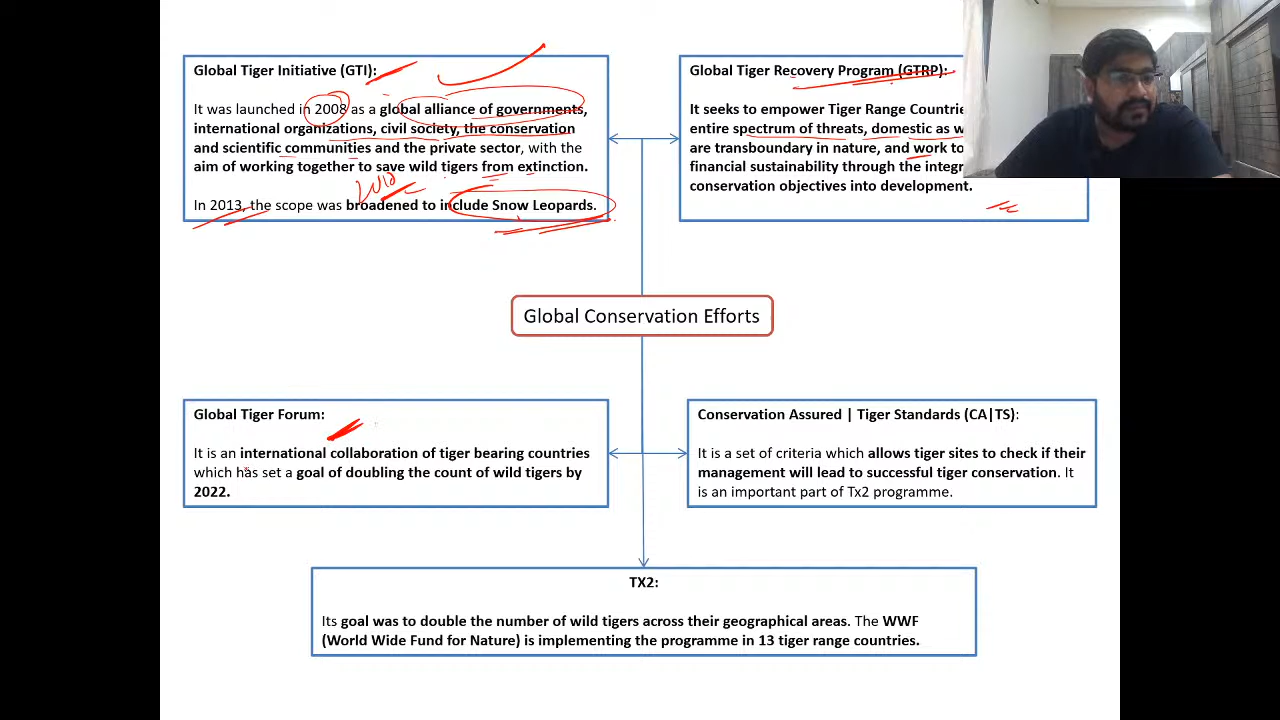 Global Tiger Initiative (GTI):
It was launched in 2008 as a global alliance of governments,
international organizations, civil society, the conservation
and scientific communities and the private sector, with the
aim of working together to save wild tigers from extinction.
Wild
In 2013, the scope was broadened to include Snow Leopards.
Global Tiger Recovery Program (GTRP):
It seeks to empower Tiger Range Countrie
entire spectrum of threats, domestic as w
are transboundary in nature, and work to
financial sustainability through the integr
conservation objectives into development.
Global Conservation Efforts
Global Tiger Forum:
It is an international collaboration of tiger bearing countries
which has set a goal of doubling the count of wild tigers by
2022.
Conservation Assured | Tiger Standards (CA|TS):
It is a set of criteria which allows tiger sites to check if their
management will lead to successful tiger conservation. It
is an important part of Tx2 programme.
TX2:
Its goal was to double the number of wild tigers across their geographical areas. The WWF
(World Wide Fund for Nature) is implementing the programme in 13 tiger range countries.